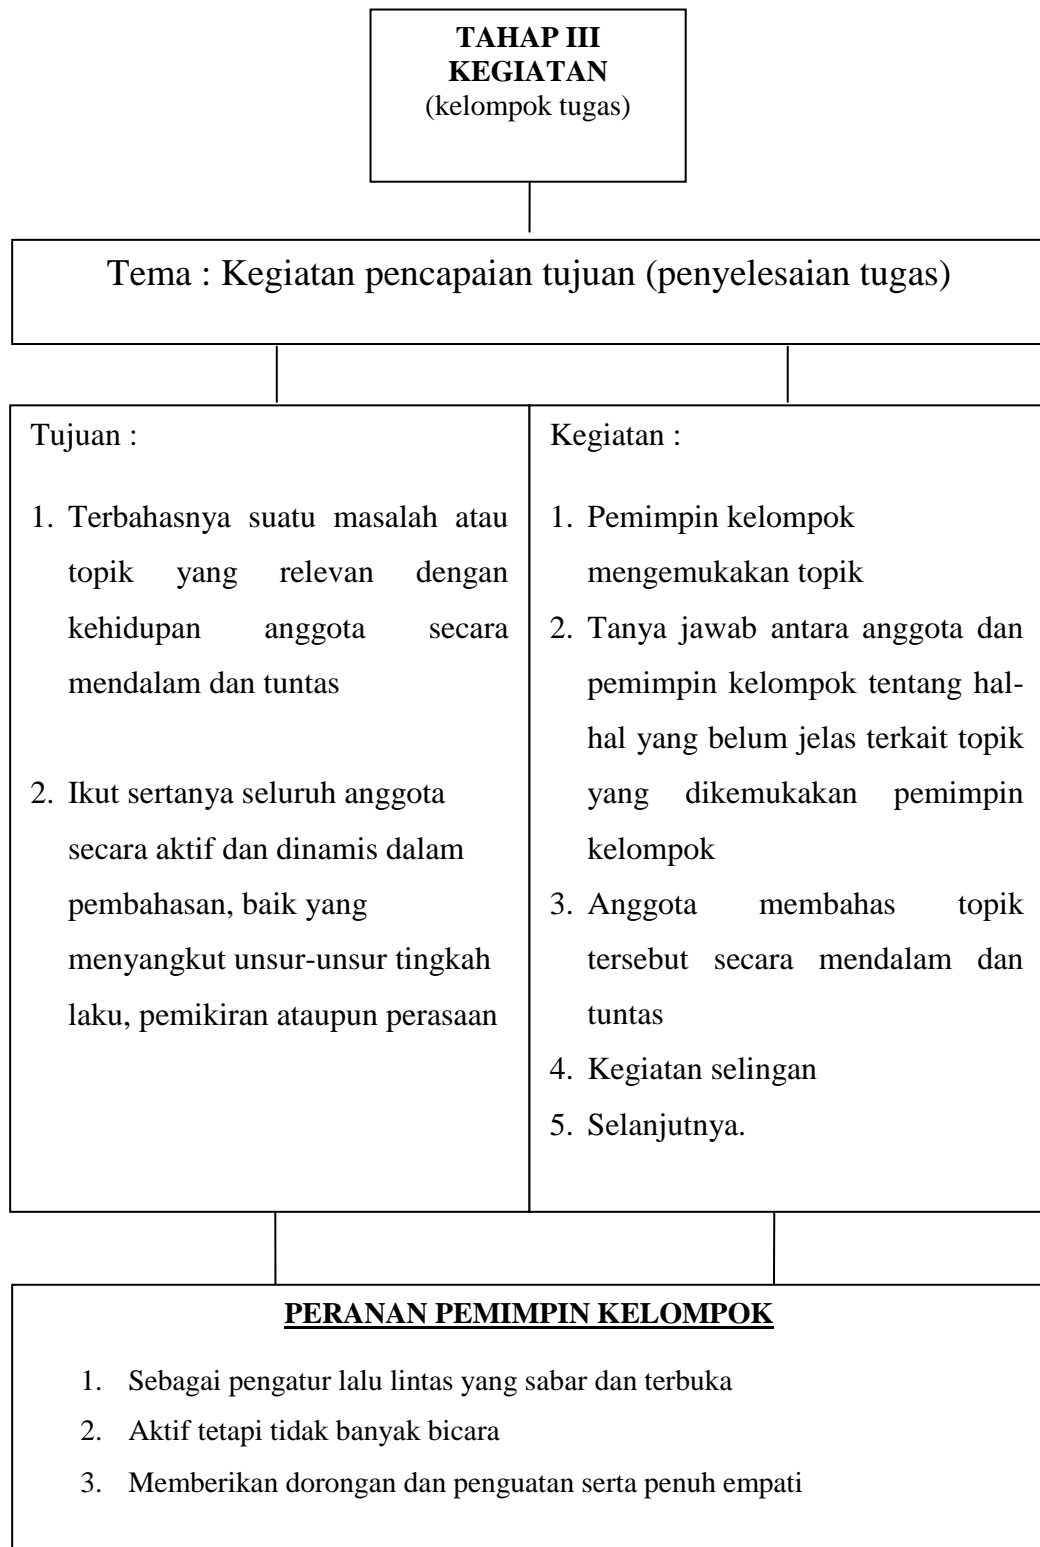 TAHAP III
KEGIATAN
(kelompok tugas)
Tema : Kegiatan pencapaian tujuan (penyelesaian tugas)
Tujuan :
1. Terbahasnya suatu masalah atau
topik yang relevan dengan
kehidupan anggota secara
mendalam dan tuntas
2. Ikut sertanya seluruh anggota
secara aktif dan dinamis dalam
pembahasan, baik yang
menyangkut unsur-unsur tingkah
laku, pemikiran ataupun perasaan
Kegiatan :
1. Pemimpin kelompok
mengemukakan topik
2. Tanya jawab antara anggota dan
pemimpin kelompok tentang hal-
hal yang belum jelas terkait topik
yang dikemukakan pemimpin
kelompok
3. Anggota membahas topik
tersebut secara mendalam dan
tuntas
4. Kegiatan selingan
5. Selanjutnya.
PERANAN PEMIMPIN KELOMPOK
1. Sebagai pengatur lalu lintas yang sabar dan terbuka
2. Aktif tetapi tidak banyak bicara
3. Memberikan dorongan dan penguatan serta penuh empati